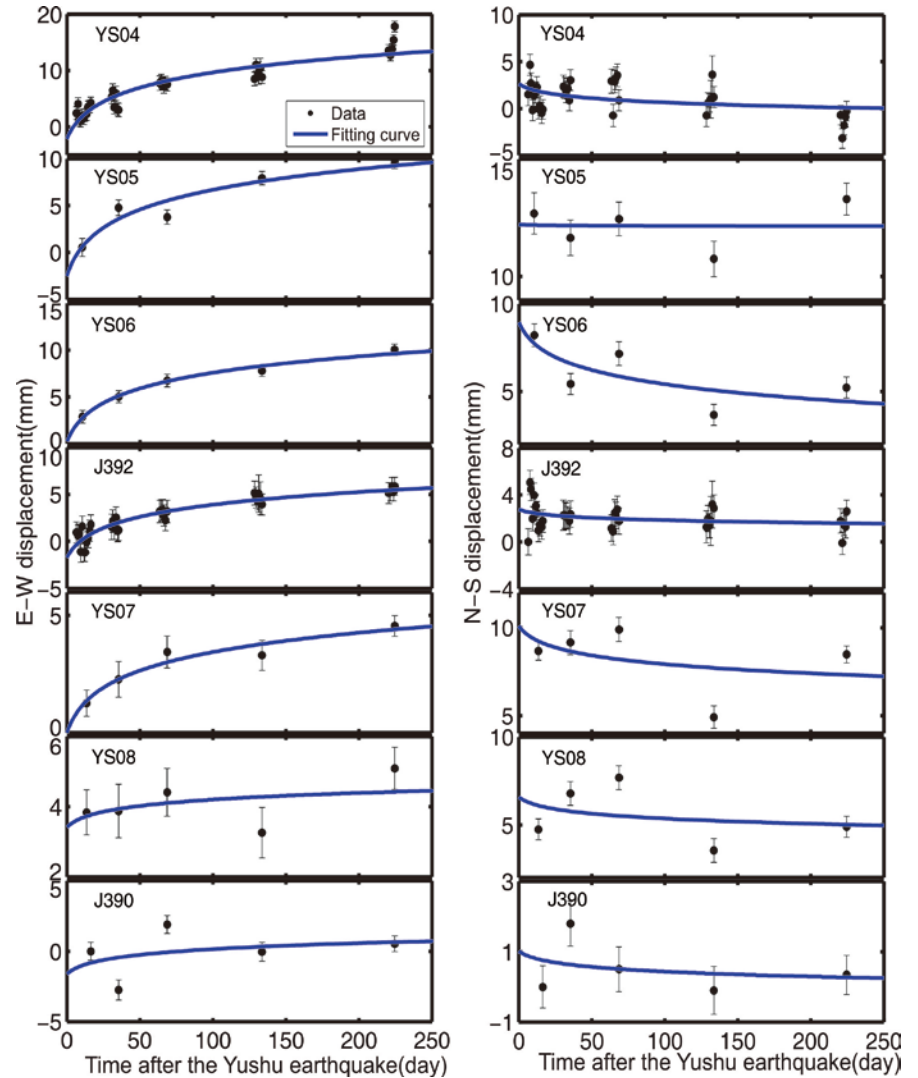 YS04
20
10
0
Data
Fitting curve
YS05
10
5
0
−5
YS06
15
10
5
0
J392
15
10
5
0
−5
YS07
5
0
YS08
6
4
2
J390
5
0
−5
0 50 100 150 200 250
E−W displacement(mm)
Time after the Yushu earthquake(day)
YS04
10
5
0
−5
YS05
15
10
YS06
10
5
J392
8
4
0
−4
YS07
10
5
YS08
10
5
J390
3
1
−1
0 50 100 150 200 250
N−S displacement(mm)
Time after the Yushu earthquake(day)